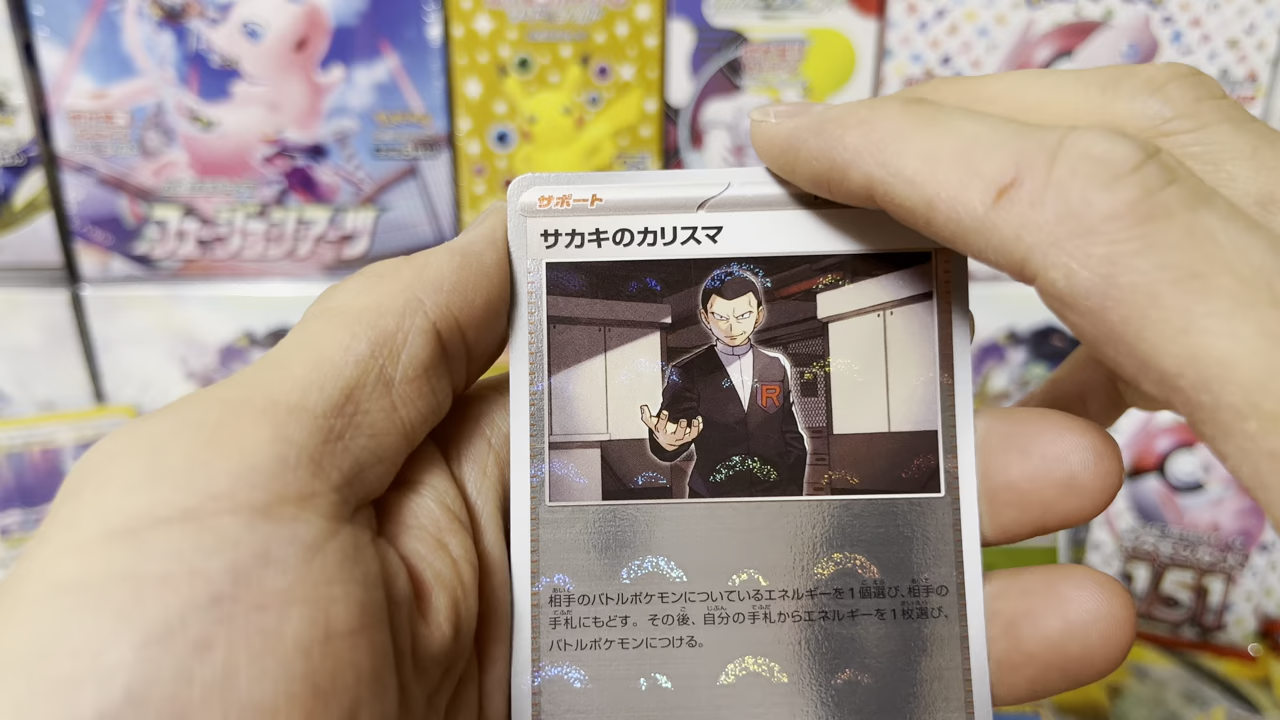 フュージョンアーツ
サポート
サカキのカリスマ
R
相手のバトルポケモンについているエネルギーを1個選び、相手の
手札にもどす。その後、自分の手札からエネルギーを1枚選び、
バトルポケモンにつける。
151